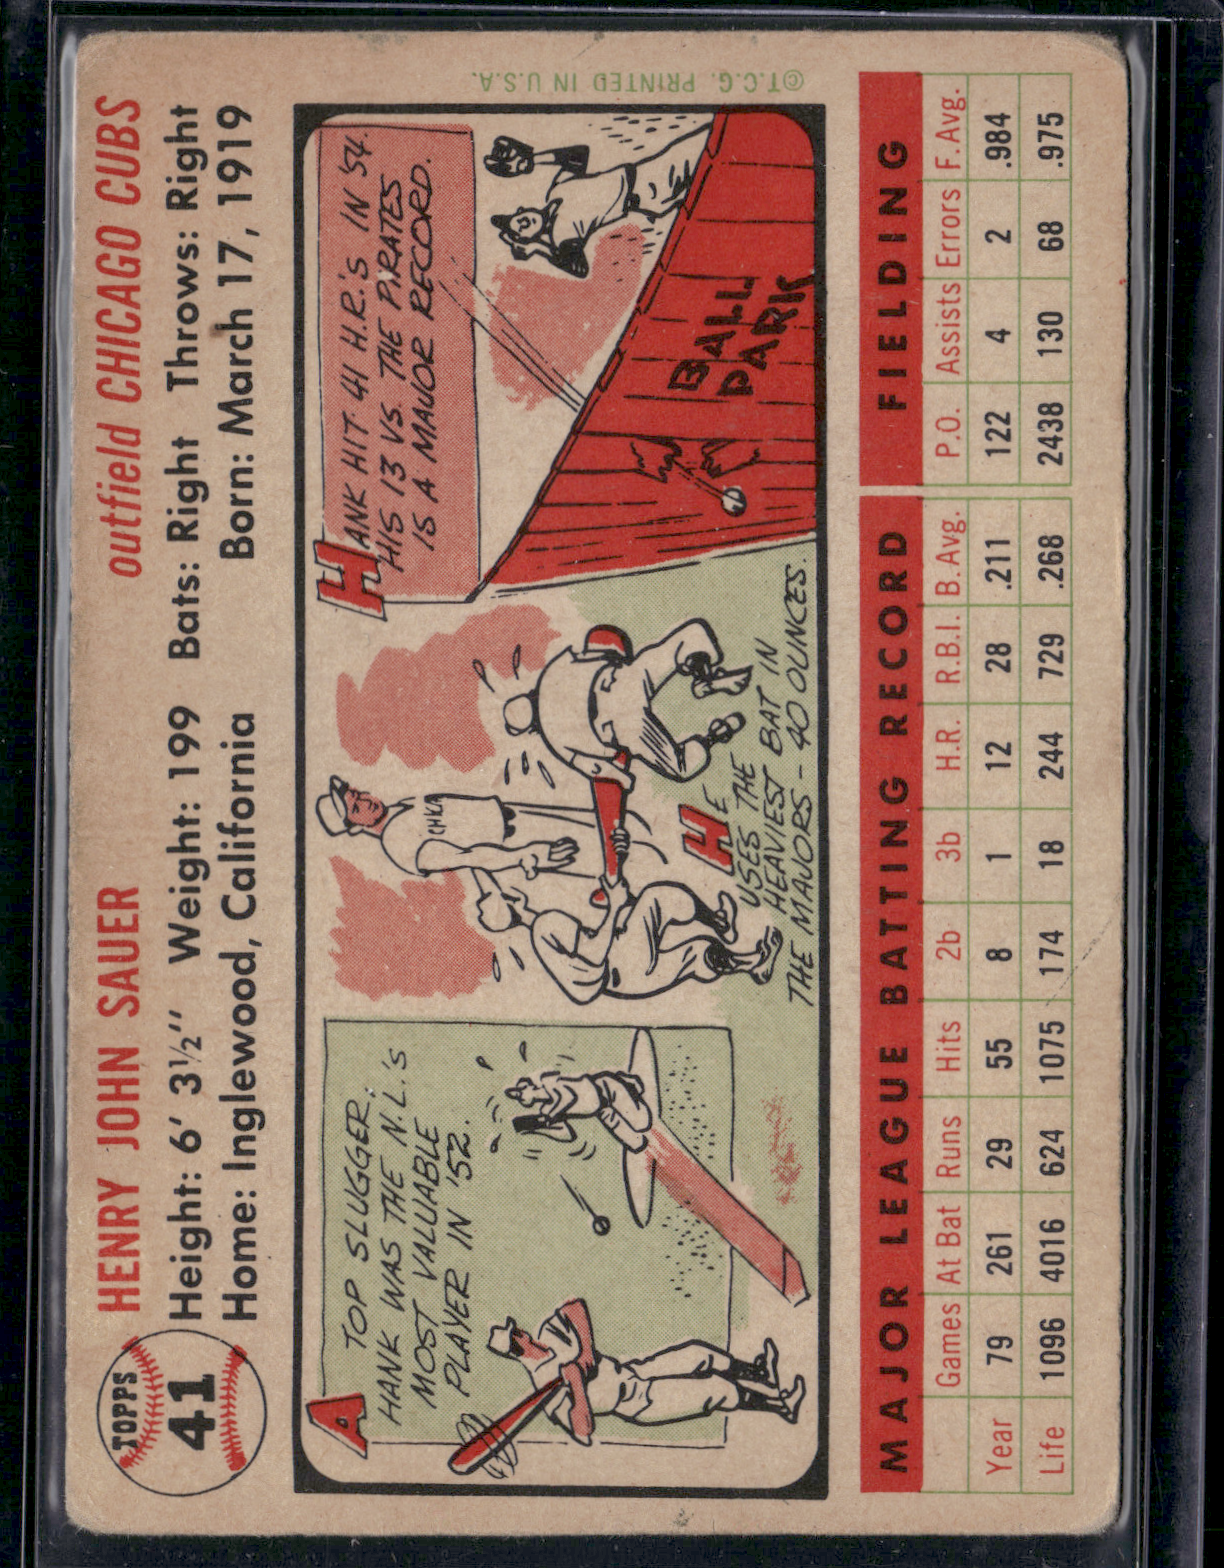 TOPPS
41
HENRY JOHN SAUER outfield CHICAGO CUBS
Height: 6' 3½" Weight: 199 Bats: Right Throws: Right
Home: Inglewood, California Born: March 17, 1919
A TOP SLUGGER:
HANK WAS THE N.L.'S
MOST VALUABLE
PLAYER IN '52.
HE
USES THE
HEAVIEST BAT IN
THE MAJORS - 40 OUNCES.
HANK HIT 41 H.R.'S IN '54.
HIS 13 VS. THE PIRATES
IS A MAJOR RECORD.
BALL
PARK
©T.C.G. PRINTED IN U.S.A.
MAJOR LEAGUE BATTING RECORD FIELDING
Games At Bat Runs Hits 2b 3b H.R. R.B.I. B. Avg. P.O. Assists Errors F. Avg.
Year 79 261 29 55 8 1 12 28 .211 122 4 2 .984
Life 1096 4016 624 1075 174 18 244 729 .268 2438 130 68 .975